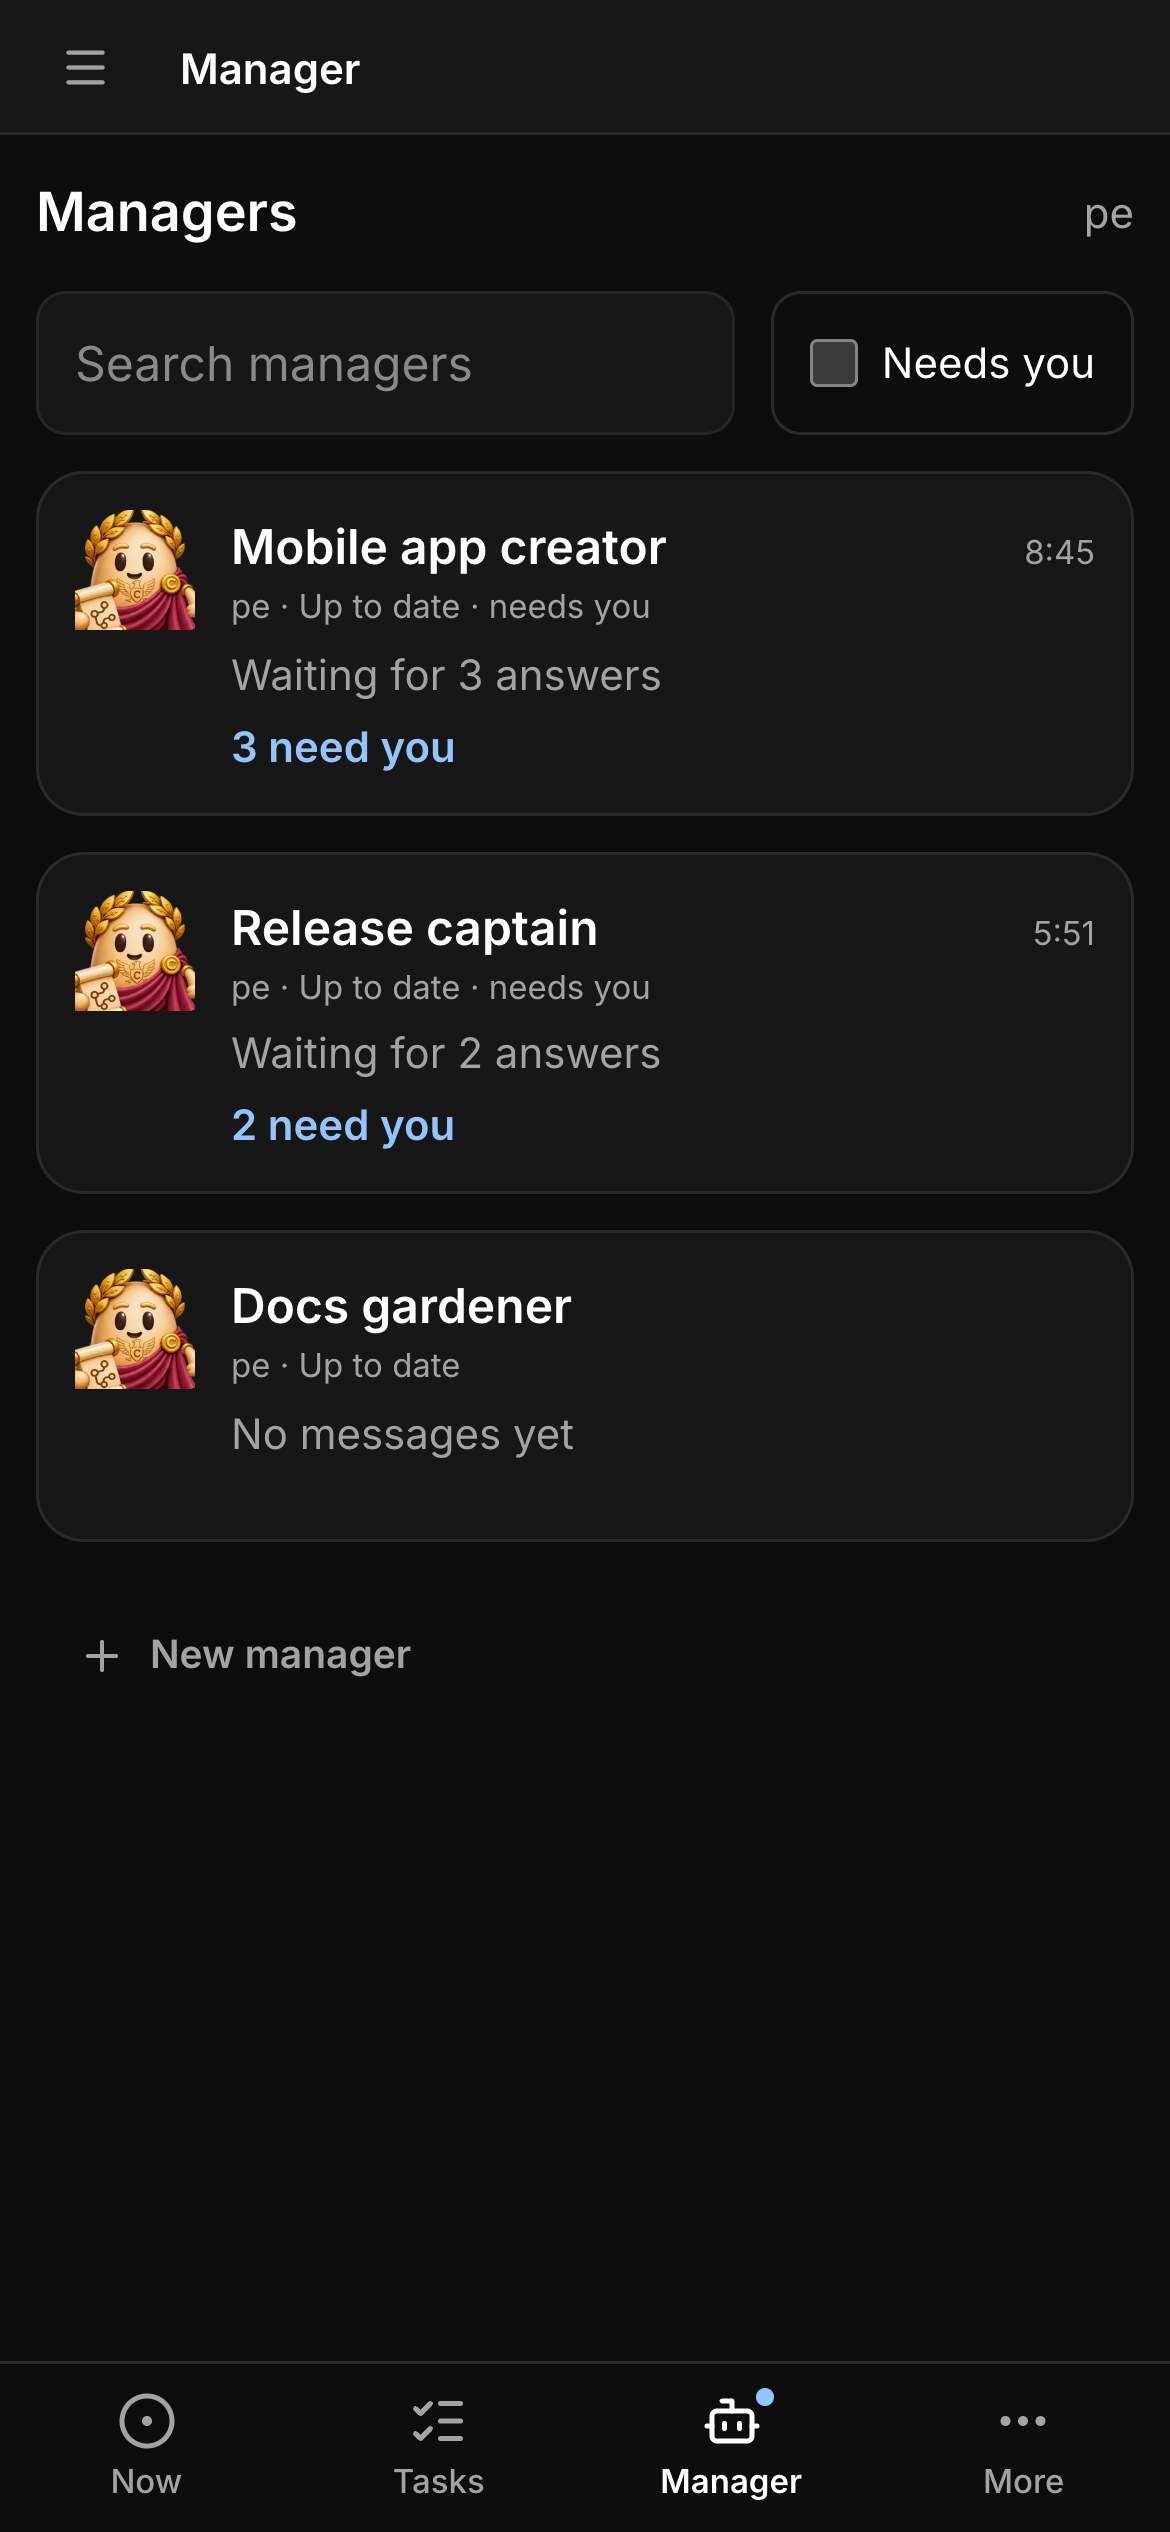 Manager
Managers
pe
Search managers
Needs you
Mobile app creator
8:45
pe · Up to date · needs you
Waiting for 3 answers
3 need you
Release captain
5:51
pe · Up to date · needs you
Waiting for 2 answers
2 need you
Docs gardener
pe · Up to date
No messages yet
New manager
Now
Tasks
Manager
More